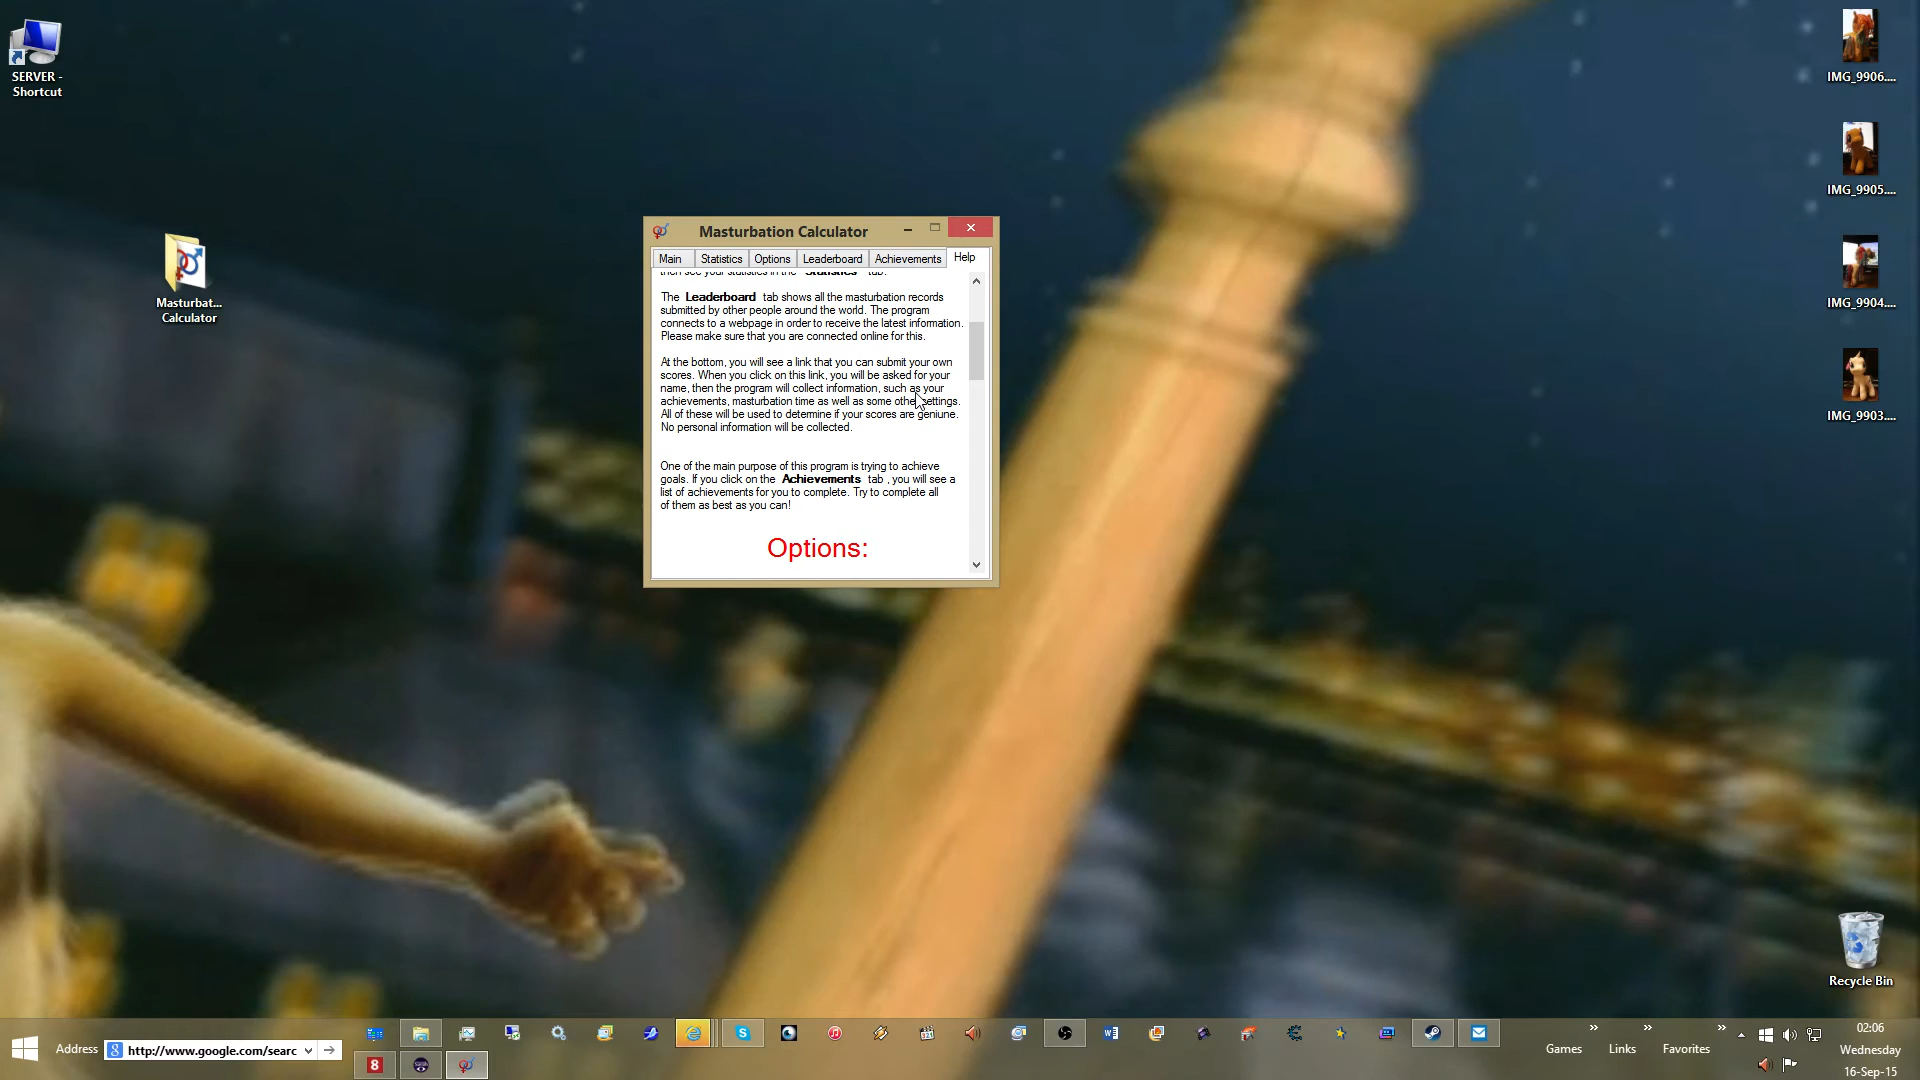 SERVER -
Shortcut
Masturbat...
Calculator
Masturbation Calculator
Main Statistics Options Leaderboard Achievements Help
then see your statistics in the Statistics tab.
The Leaderboard tab shows all the masturbation records
submitted by other people around the world. The program
connects to a webpage in order to receive the latest information.
Please make sure that you are connected online for this.
At the bottom, you will see a link that you can submit your own
scores. When you click on this link, you will be asked for your
name, then the program will collect information, such as your
achievements, masturbation time as well as some other settings.
All of these will be used to determine if your scores are geniune.
No personal information will be collected.
One of the main purpose of this program is trying to achieve
goals. If you click on the Achievements tab , you will see a
list of achievements for you to complete. Try to complete all
of them as best as you can!
Options:
IMG_9906....
IMG_9905....
IMG_9904....
IMG_9903....
Recycle Bin
Address http://www.google.com/searc
Games Links Favorites
02:06
Wednesday
16-Sep-15
8